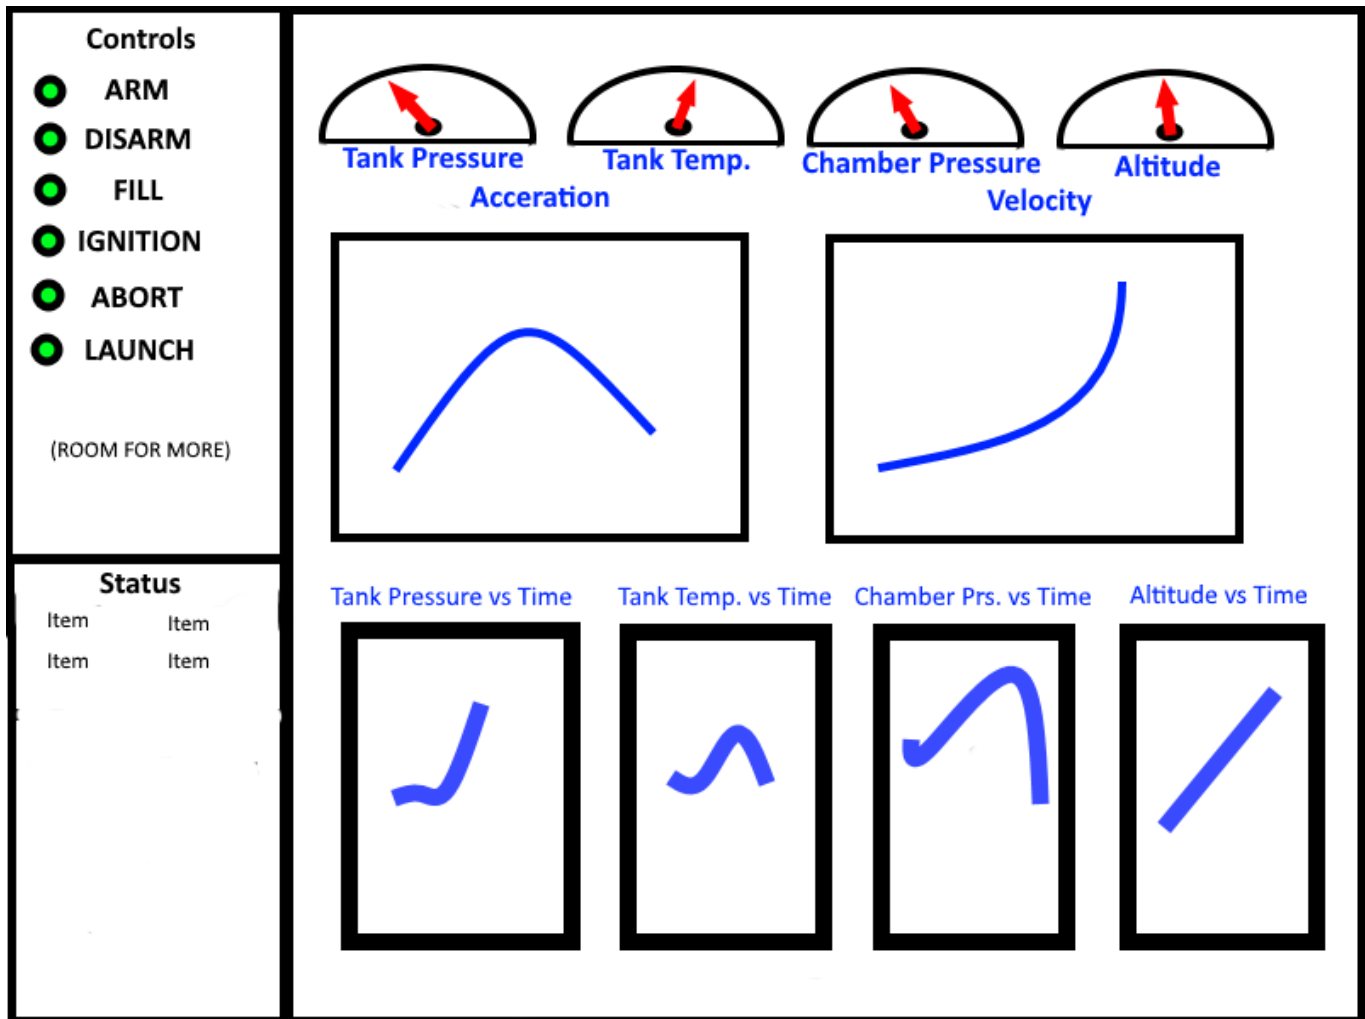 Controls
ARM
DISARM
FILL
IGNITION
ABORT
LAUNCH
(ROOM FOR MORE)
Status
Item Item
Item Item
Tank Pressure
Tank Temp.
Chamber Pressure
Altitude
Acceration
Velocity
Tank Pressure vs Time
Tank Temp. vs Time
Chamber Prs. vs Time
Altitude vs Time